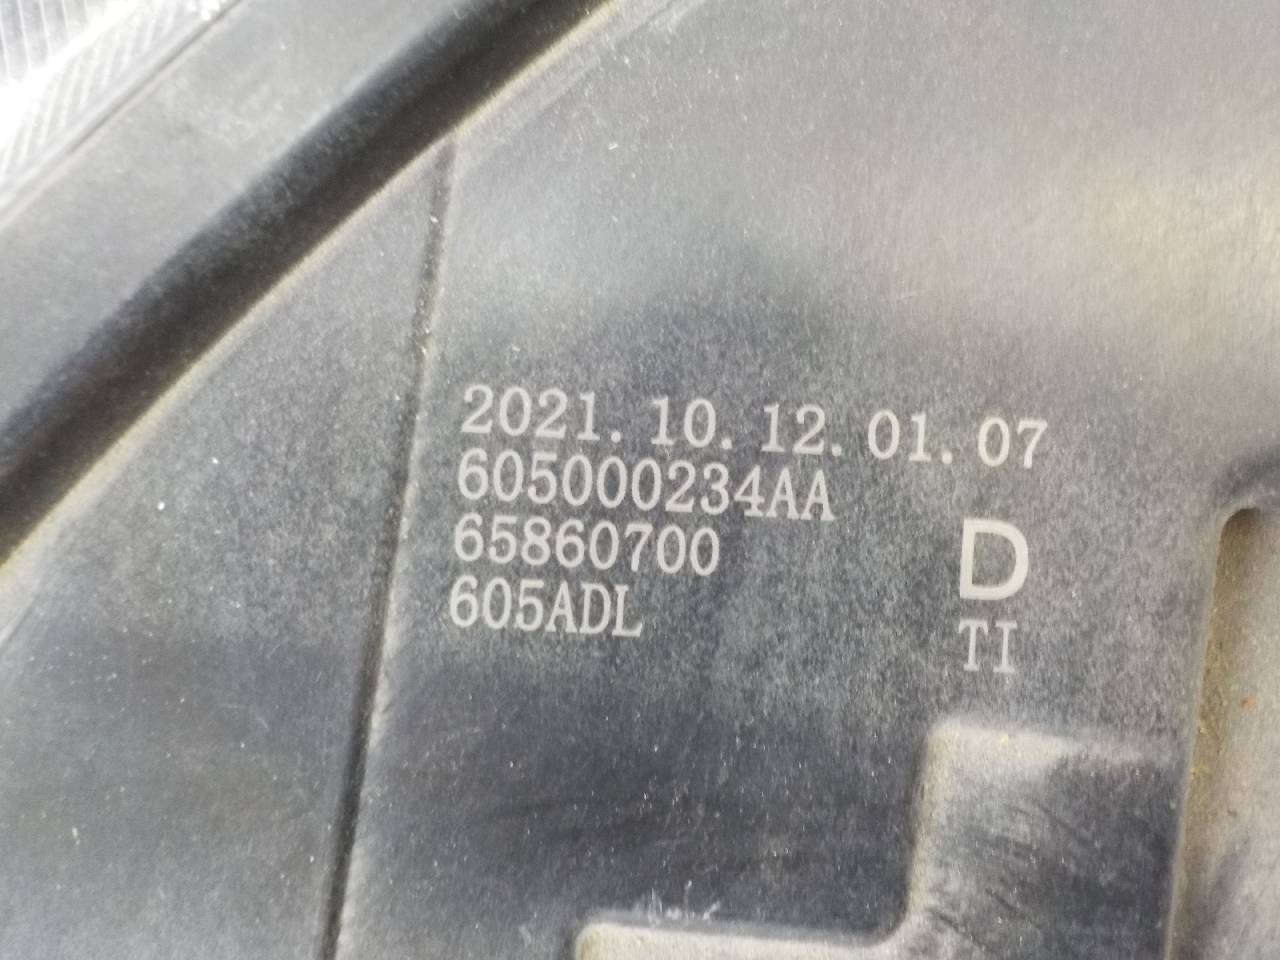 2021. 10. 12. 01. 07
605000234AA
65860700
605ADL
D
TI